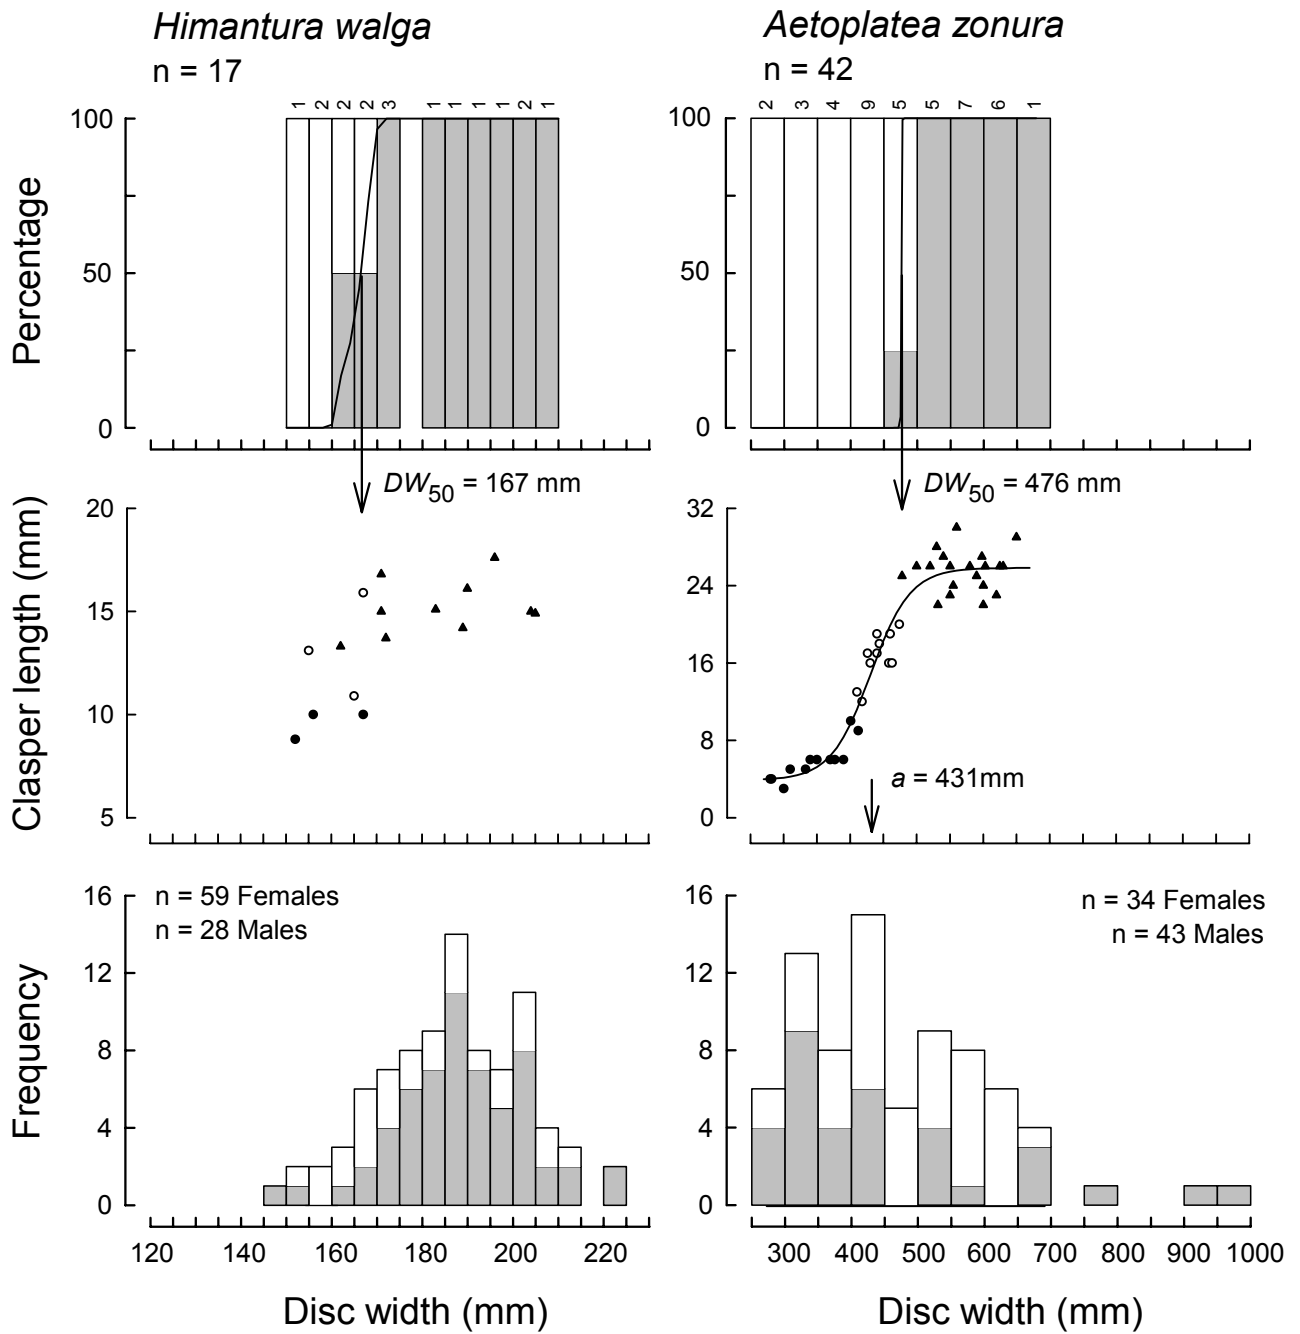 Himantura walga
n = 17
1 2 2 2 3 1 1 1 1 2 1
100
50
0
Percentage
DW50 = 167 mm
Aetoplatea zonura
n = 42
2 3 4 9 5 5 7 6 1
100
50
0
DW50 = 476 mm
20
15
10
5
Clasper length (mm)
32
24
16
8
0
a = 431mm
n = 59 Females
n = 28 Males
16
12
8
4
0
Frequency
120 140 160 180 200 220
Disc width (mm)
n = 34 Females
n = 43 Males
16
12
8
4
0
300 400 500 600 700 800 900 1000
Disc width (mm)